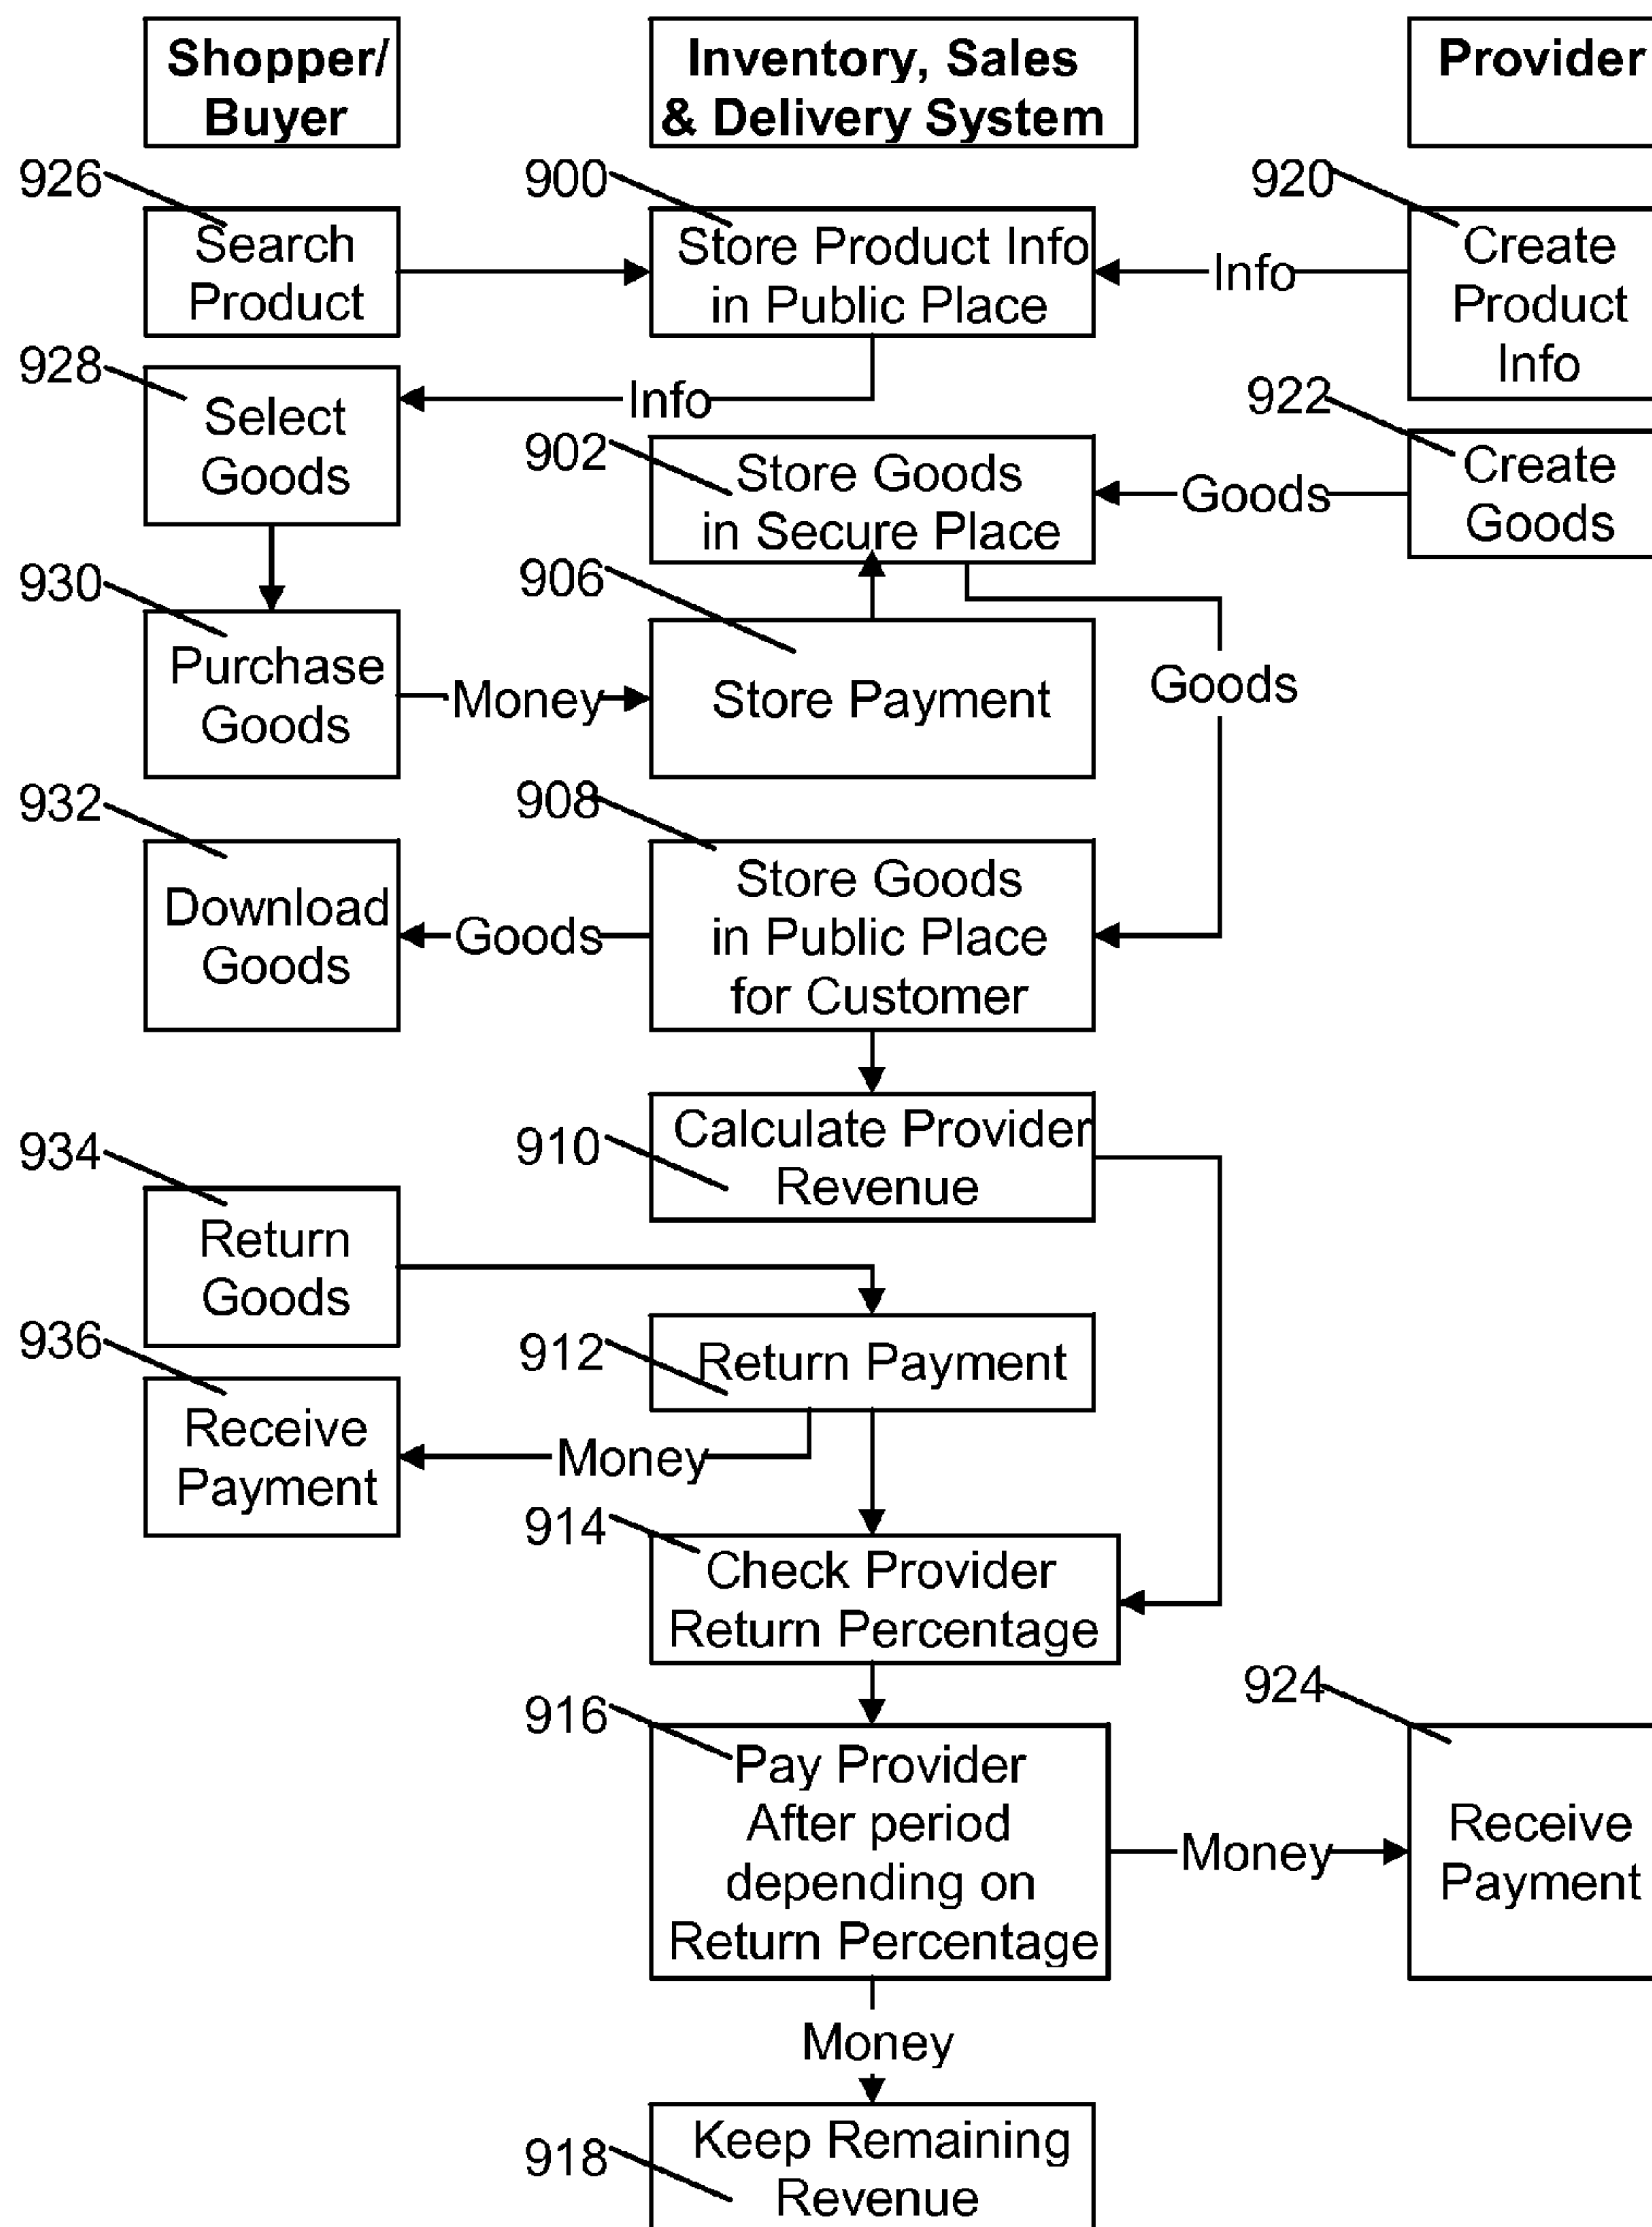 Shopper/
Buyer
Inventory, Sales
& Delivery System
Provider
926
900
920
Search
Product
Store Product Info
in Public Place
Info
Create
Product
Info
928
Select
Goods
Info
922
902
Store Goods
in Secure Place
Goods
Create
Goods
930
906
Purchase
Goods
Money
Store Payment
Goods
932
908
Download
Goods
Goods
Store Goods
in Public Place
for Customer
934
910
Calculate Provider
Revenue
Return
Goods
936
912
Return Payment
Receive
Payment
Money
914
Check Provider
Return Percentage
916
924
Pay Provider
After period
depending on
Return Percentage
Money
Receive
Payment
Money
918
Keep Remaining
Revenue